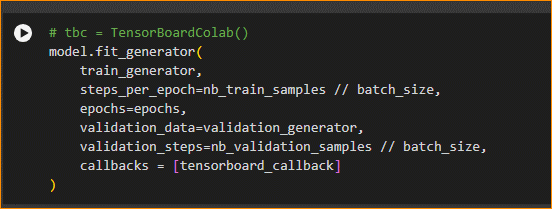 # tbc = TensorBoardColab()
model.fit_generator(
    train_generator,
    steps_per_epoch=nb_train_samples // batch_size,
    epochs=epochs,
    validation_data=validation_generator,
    validation_steps=nb_validation_samples // batch_size,
    callbacks = [tensorboard_callback]
)